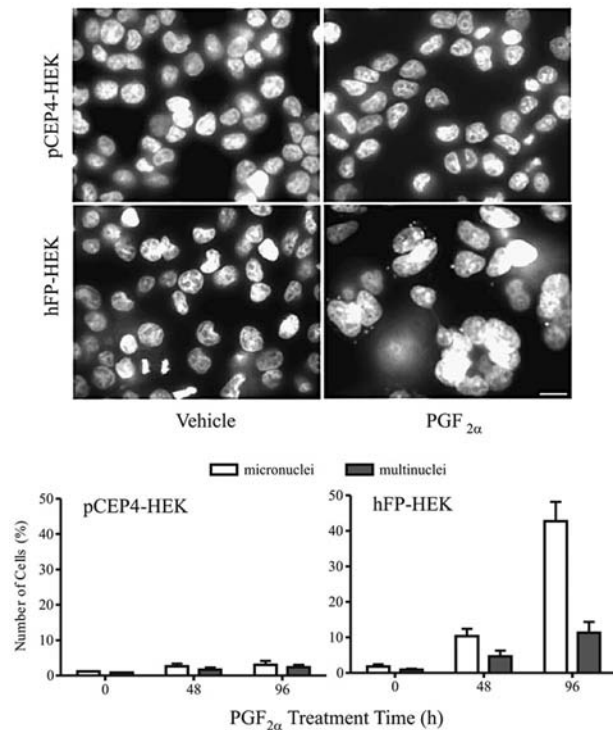 pCEP4-HEK
hFP-HEK
Vehicle
PGF2α
micronuclei
multinuclei
Number of Cells (%)
pCEP4-HEK
50
40
30
20
10
0
0
48
96
hFP-HEK
50
40
30
20
10
0
0
48
96
PGF2α Treatment Time (h)